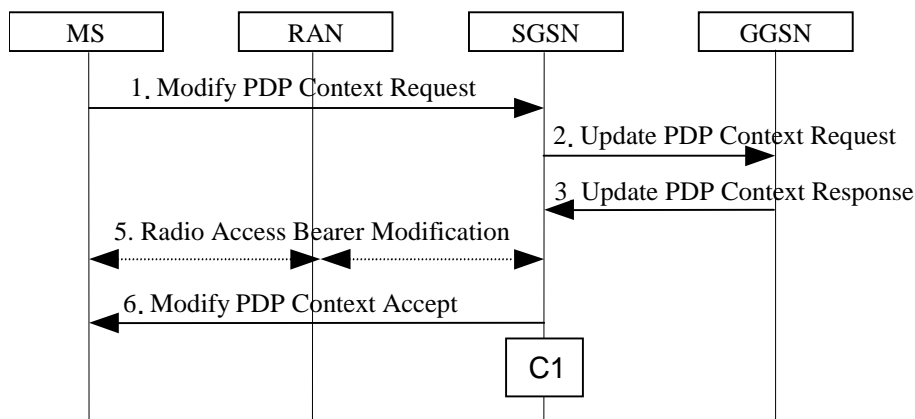 MS
RAN
SGSN
GGSN
1. Modify PDP Context Request
2. Update PDP Context Request
3 Update PDP Context Response
5. Radio Access Bearer Modification
6. Modify PDP Context Accept
C1